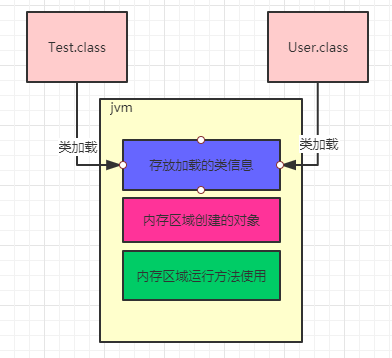 Test.class
User.class
jvm
类加载
类加载
存放加载的类信息
内存区域创建的对象
内存区域运行方法使用